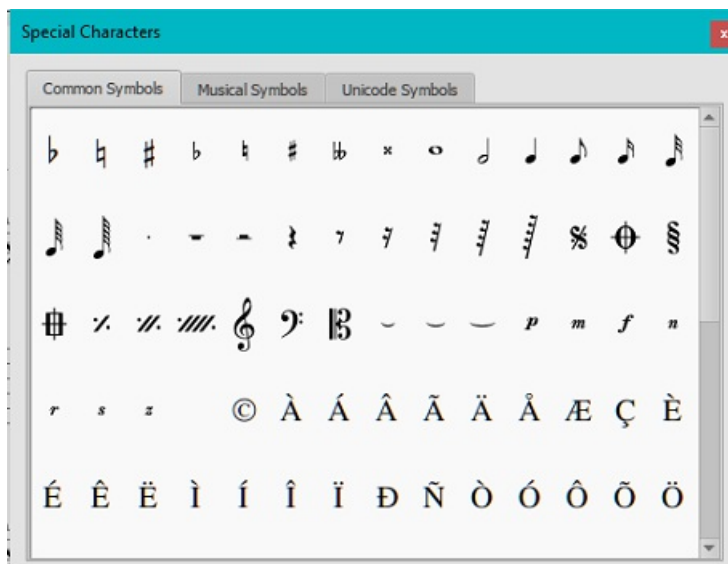 Special Characters
x
Common Symbols Musical Symbols Unicode Symbols
♭ ♮ ♯ ♭ ♮ ♯ 𝄫 𝄪 𝅝 𝅗𝅥 𝅘𝅥 𝅘𝅥𝅮 𝅘𝅥𝅯 𝅘𝅥𝅰
𝅘𝅥𝅱 𝅘𝅥𝅲 · 𝄻 𝄼 𝄽 𝄾 𝄿 𝅀 𝅁 𝅂 𝄋 𝄌
𝄎 𝄏 𝄞 𝄢 𝄡 p m f n
r s z © À Á Â Ã Ä Å Æ Ç È
É Ê Ë Ì Í Î Ï Ð Ñ Ò Ó Ô Õ Ö